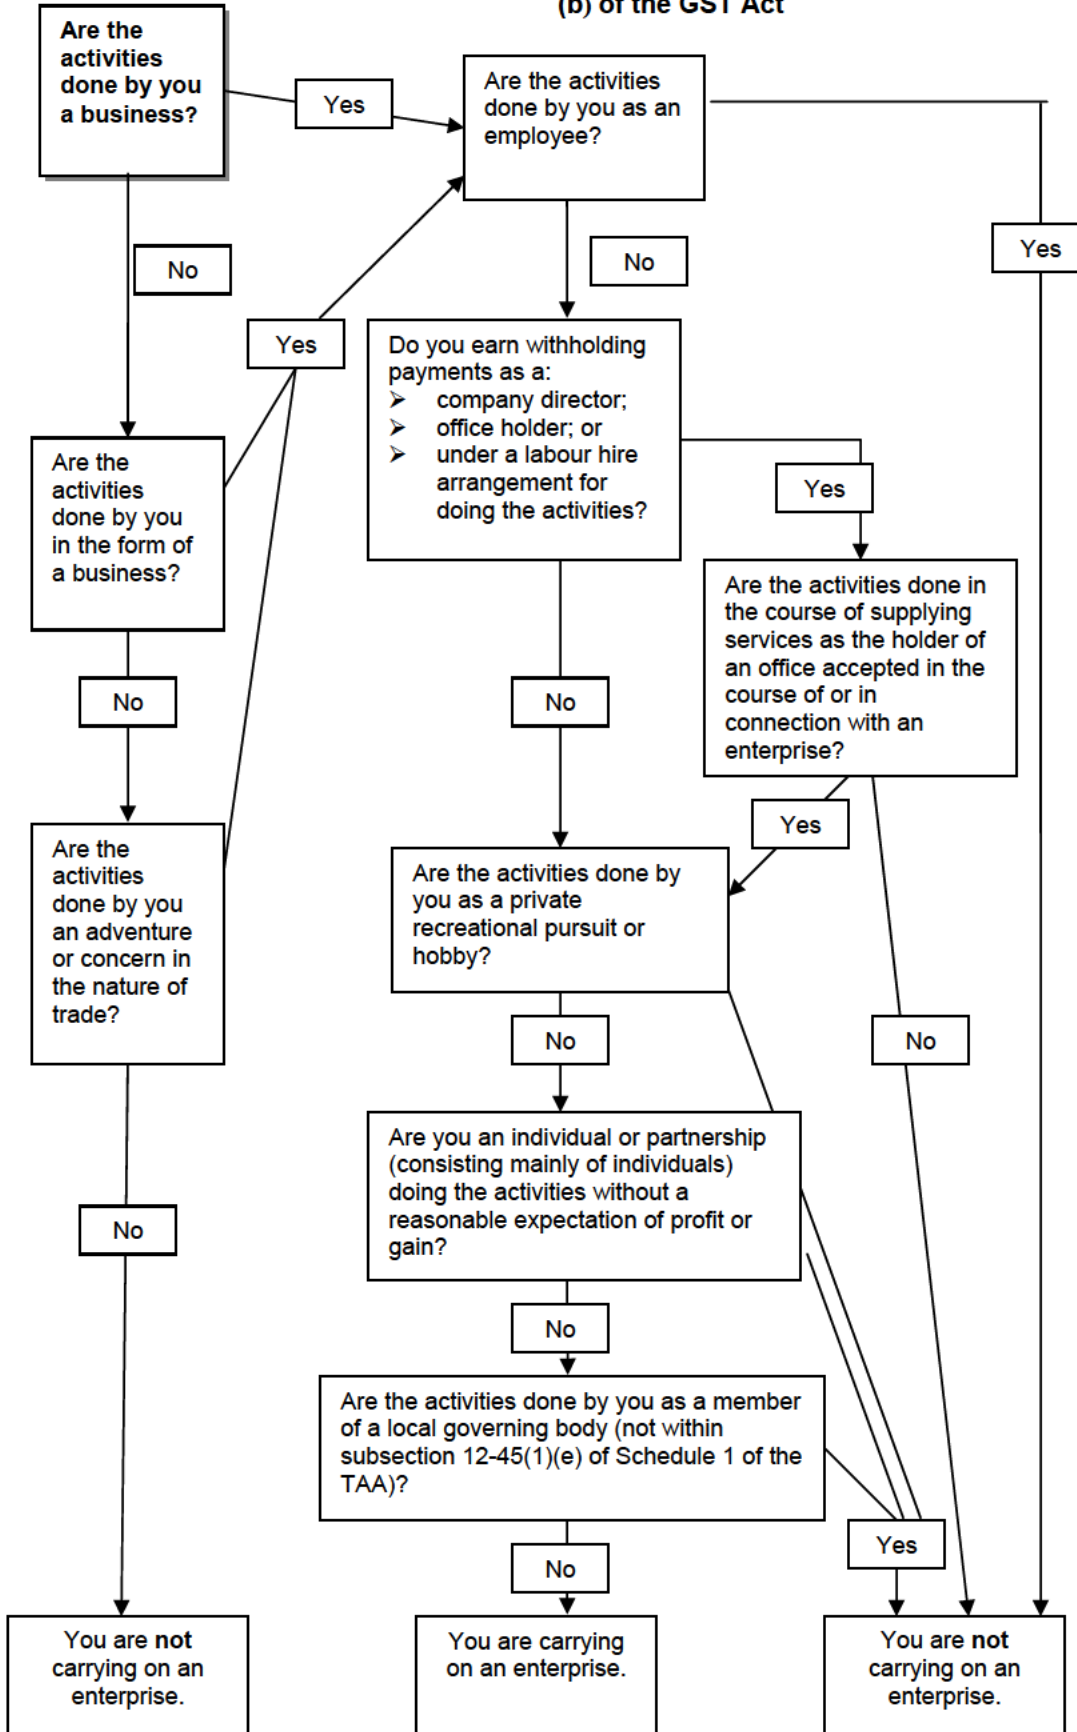 (b) of the GST Act
Are the
activities
done by you
a business?
Yes
Are the activities
done by you as an
employee?
Yes
No
No
Yes
Do you earn withholding
payments as a:
➢ company director;
➢ office holder; or
➢ under a labour hire
arrangement for
doing the activities?
Are the
activities
done by you
in the form of
a business?
Yes
Are the activities done in
the course of supplying
services as the holder of
an office accepted in the
course of or in
connection with an
enterprise?
No
No
Yes
Are the
activities
done by you
an adventure
or concern in
the nature of
trade?
Are the activities done by
you as a private
recreational pursuit or
hobby?
No
No
Are you an individual or partnership
(consisting mainly of individuals)
doing the activities without a
reasonable expectation of profit or
gain?
No
No
Are the activities done by you as a member
of a local governing body (not within
subsection 12-45(1)(e) of Schedule 1 of the
TAA)?
Yes
No
You are not
carrying on an
enterprise.
You are carrying
on an enterprise.
You are not
carrying on an
enterprise.